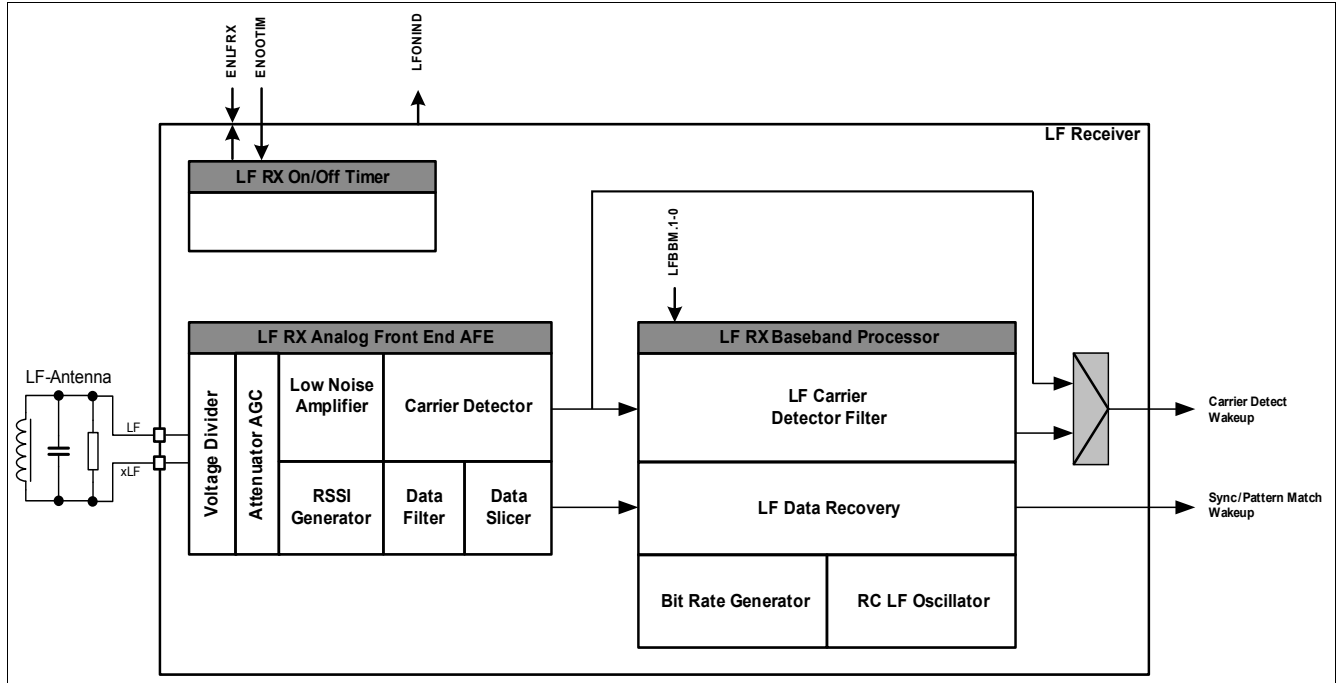 ENLFRX
ENOOTIM
LFONIND
LF Receiver
LF RX On/Off Timer
LFBBM.1-0
LF RX Analog Front End AFE
LF RX Baseband Processor
LF-Antenna
LF
xLF
Voltage Divider
Attenuator AGC
Low Noise
Amplifier
Carrier Detector
RSSI
Generator
Data
Filter
Data
Slicer
LF Carrier
Detector Filter
LF Data Recovery
Bit Rate Generator
RC LF Oscillator
Carrier Detect
Wakeup
Sync/Pattern Match
Wakeup